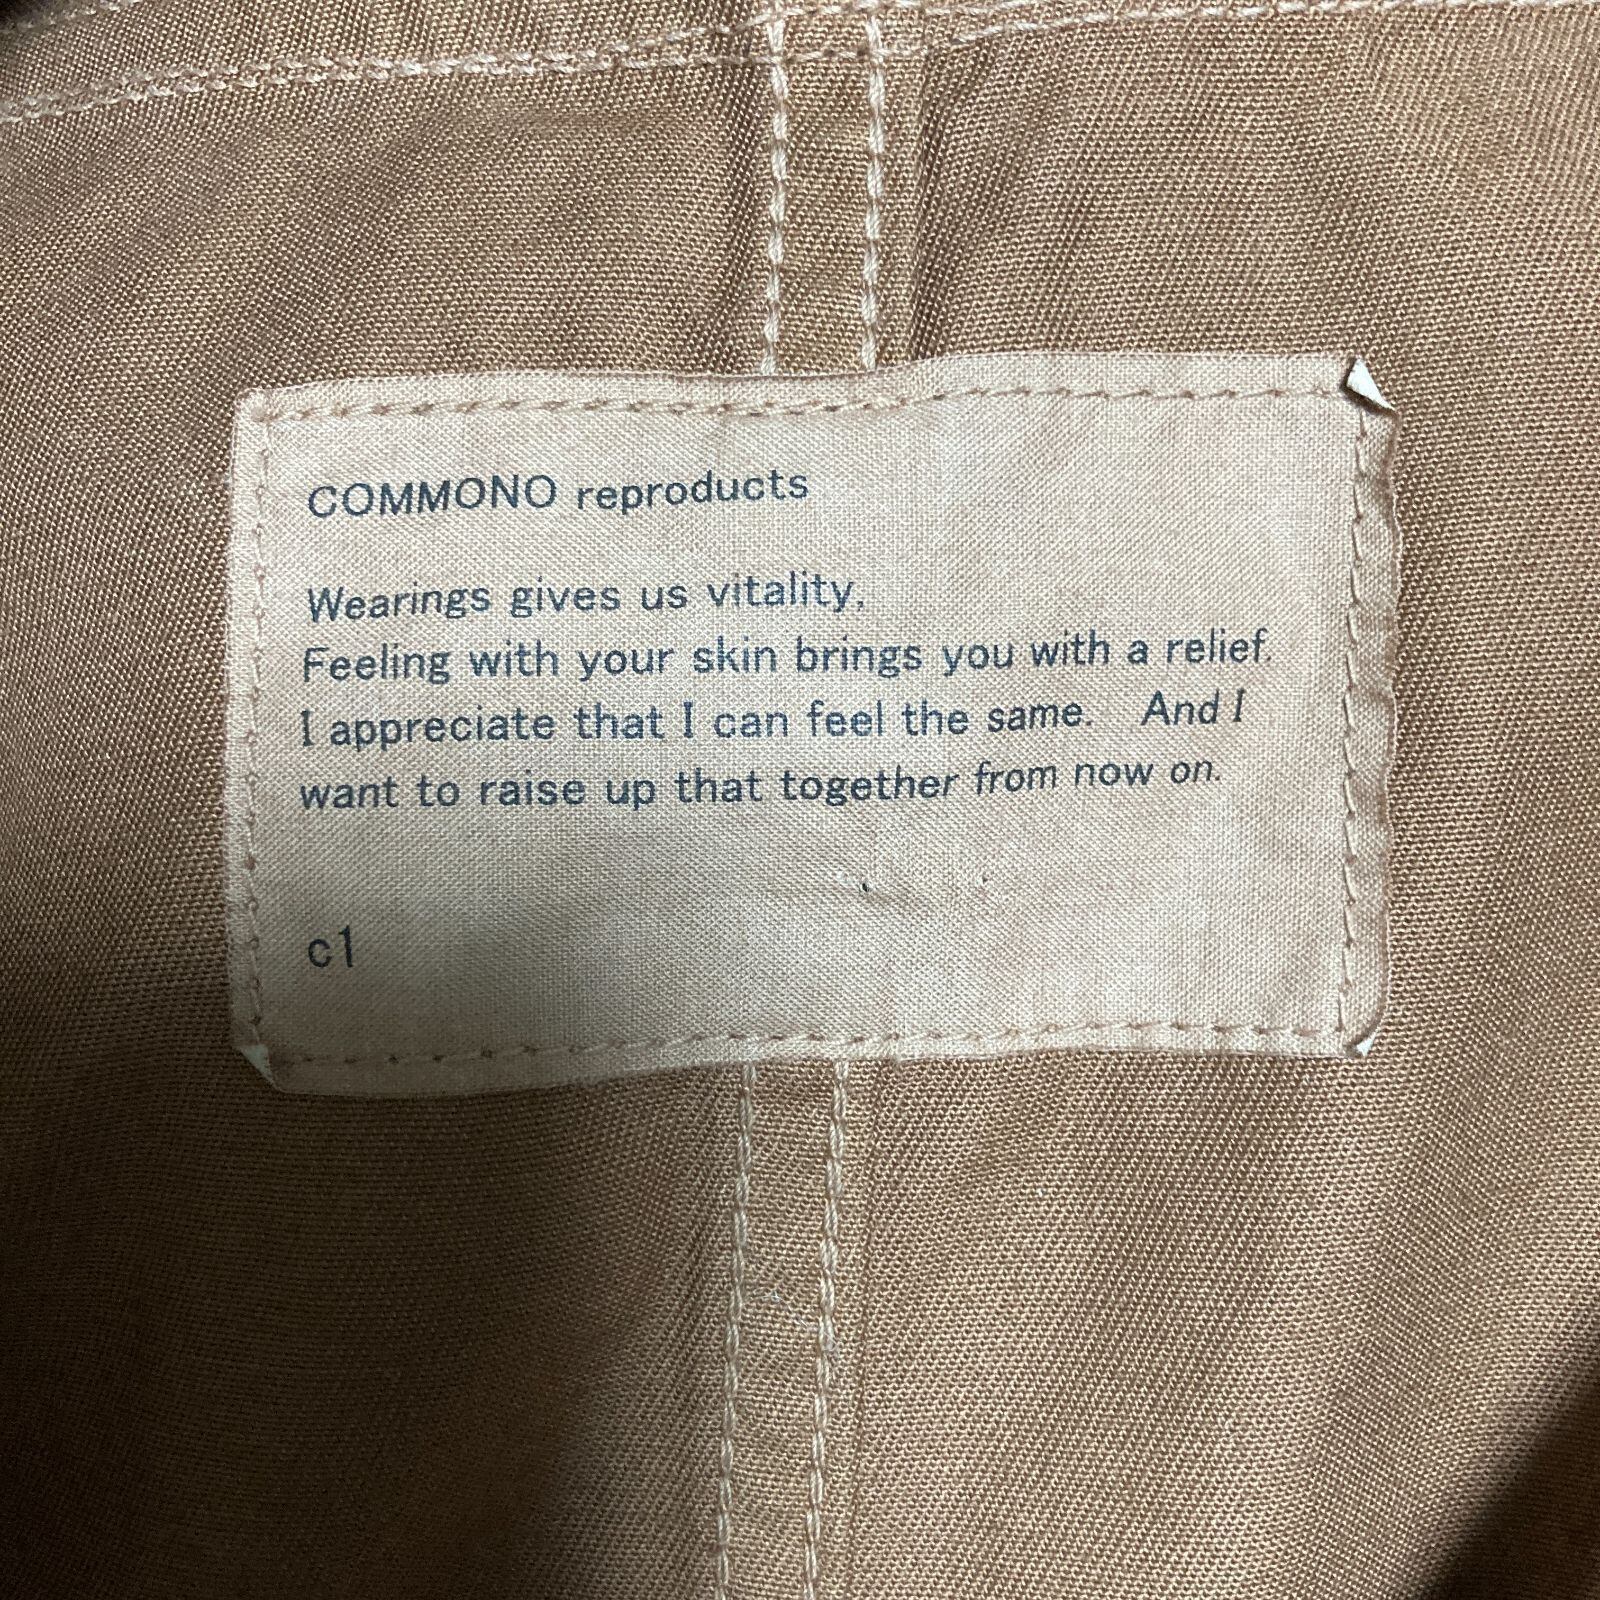 COMMONO reproducts
Wearings gives us vitality,
Feeling with your skin brings you with a relief.
I appreciate that I can feel the same. And I
want to raise up that together from now on.
c1